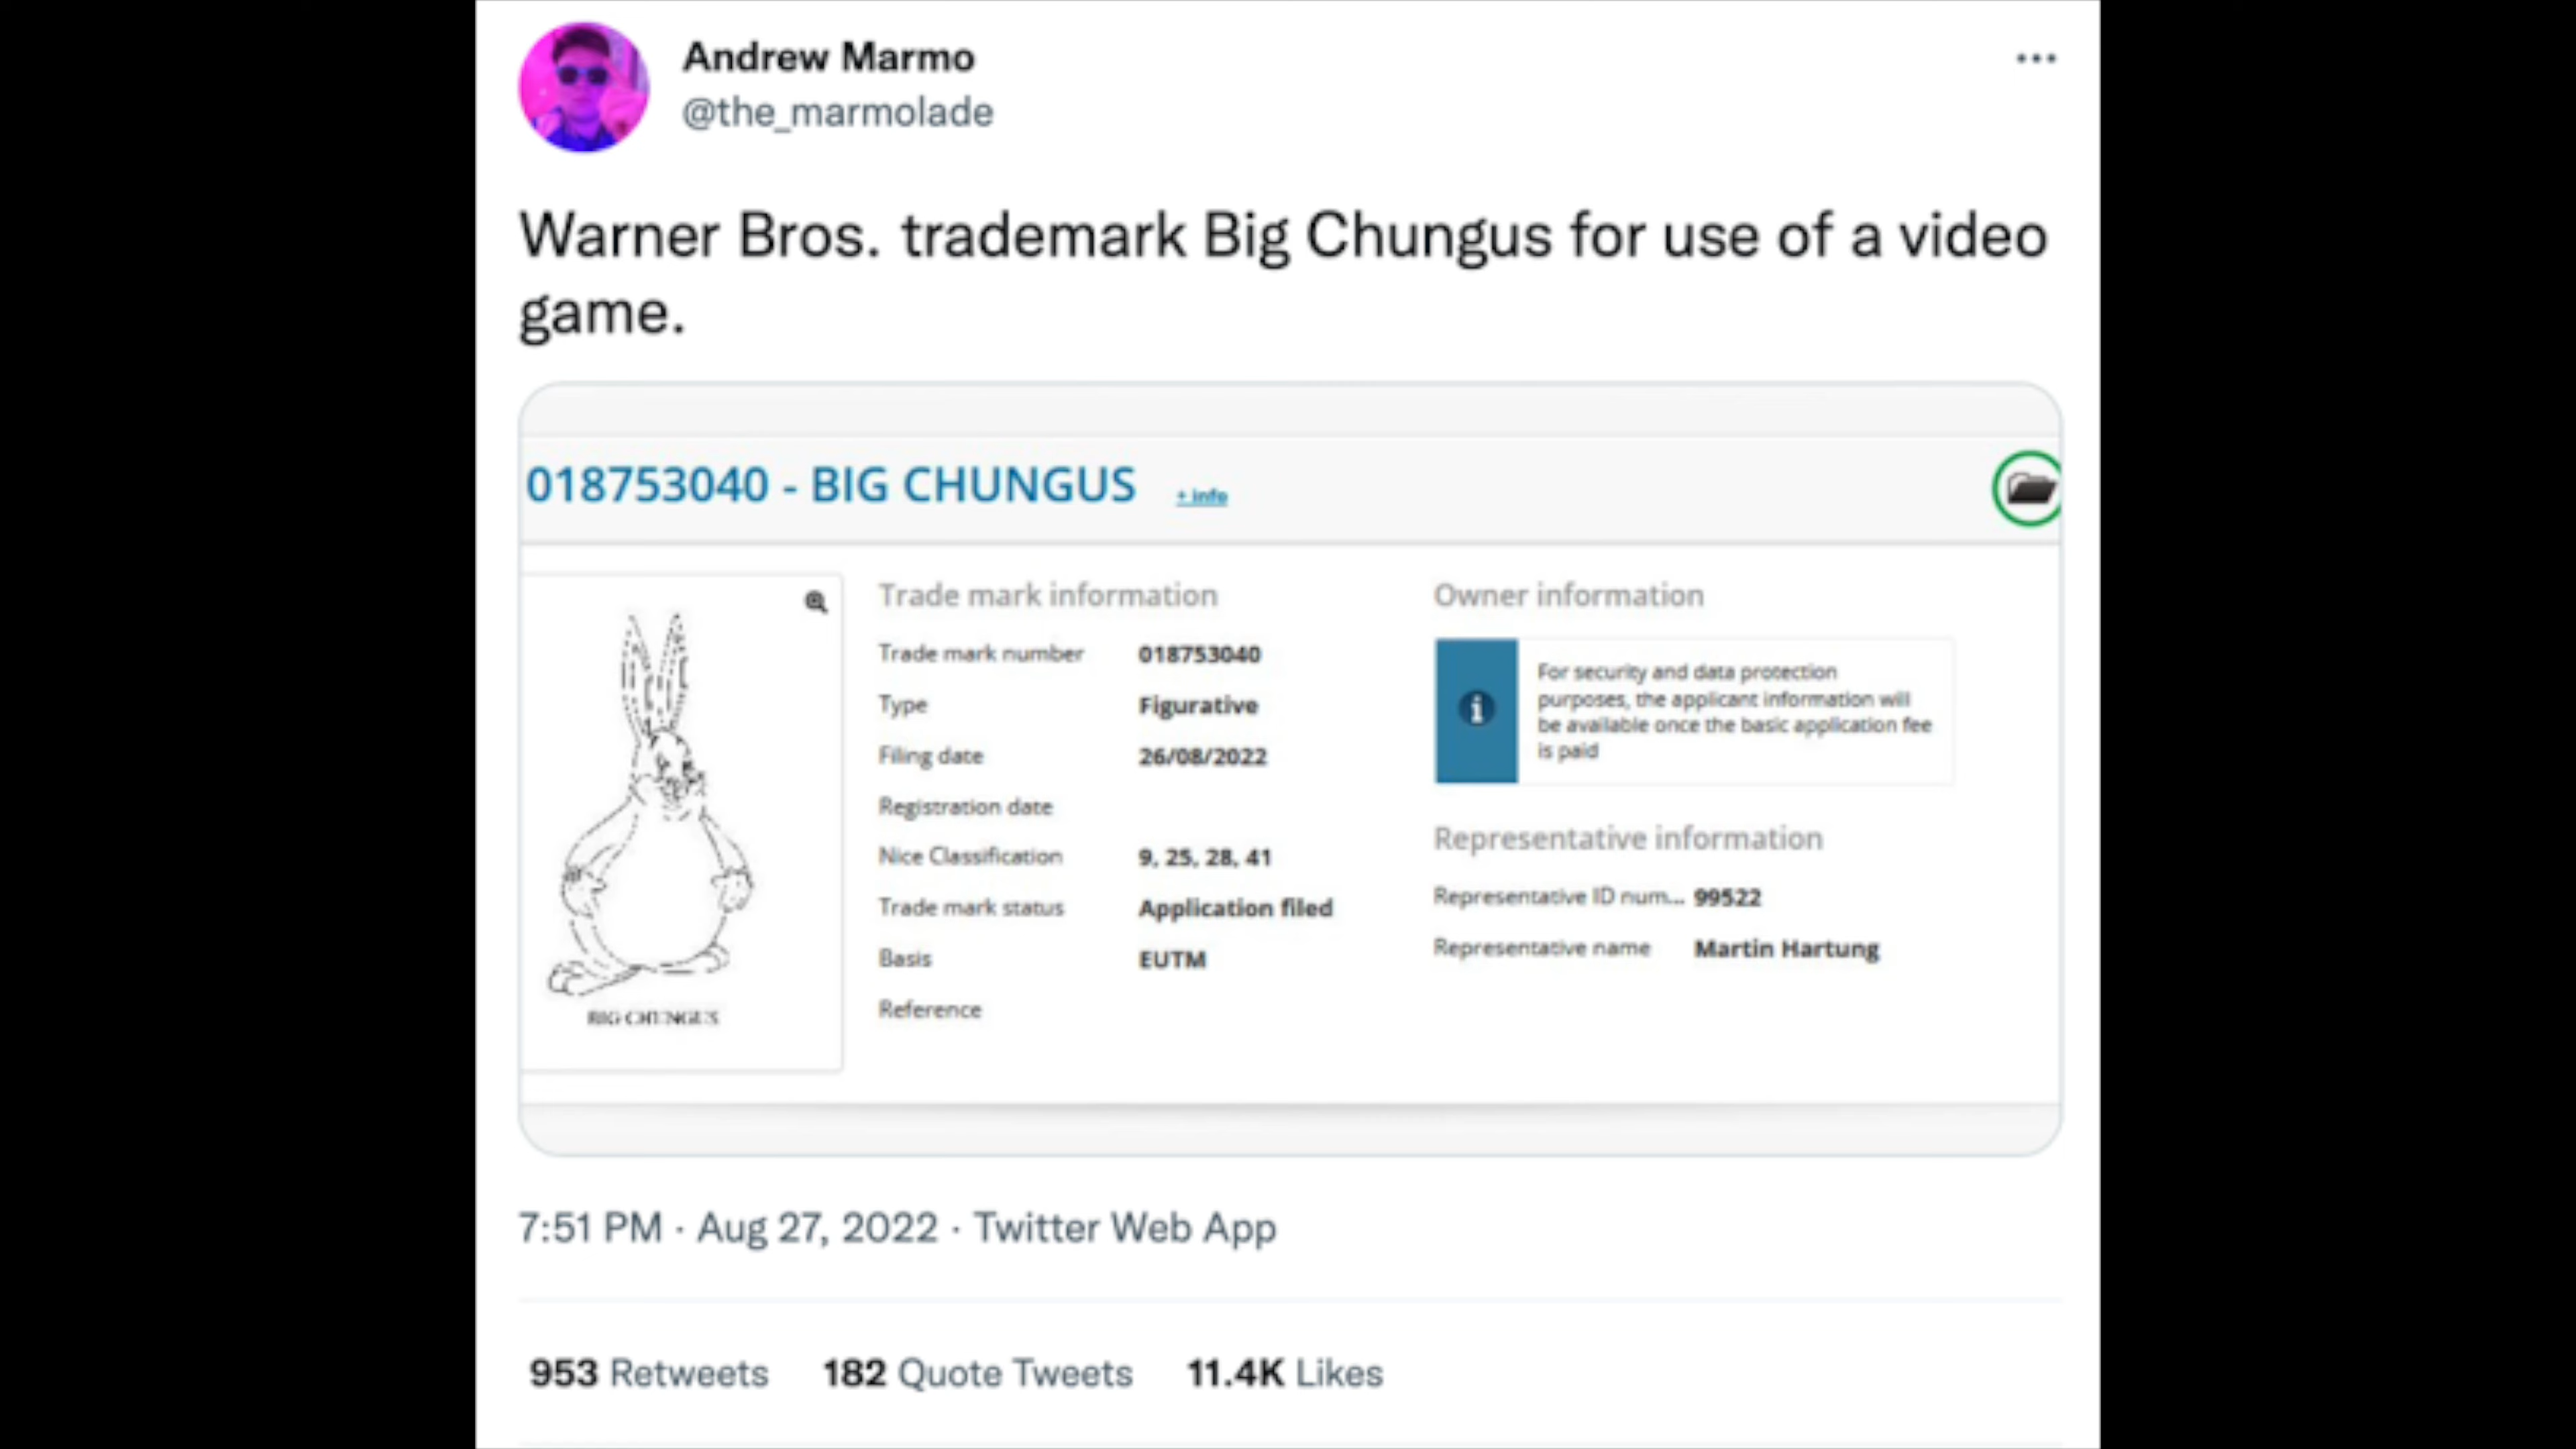 Andrew Marmo
@the_marmolade
Warner Bros. trademark Big Chungus for use of a video
game.
018753040 - BIG CHUNGUS + info
Trade mark information
Trade mark number 018753040
Type Figurative
Filing date 26/08/2022
Registration date
Nice Classification 9, 25, 28, 41
Trade mark status Application filed
Basis EUTM
Reference
BIG CHUNGUS
Owner information
For security and data protection
purposes, the applicant information will
be available once the basic application fee
is paid
Representative information
Representative ID num... 99522
Representative name Martin Hartung
7:51 PM · Aug 27, 2022 · Twitter Web App
953 Retweets 182 Quote Tweets 11.4K Likes